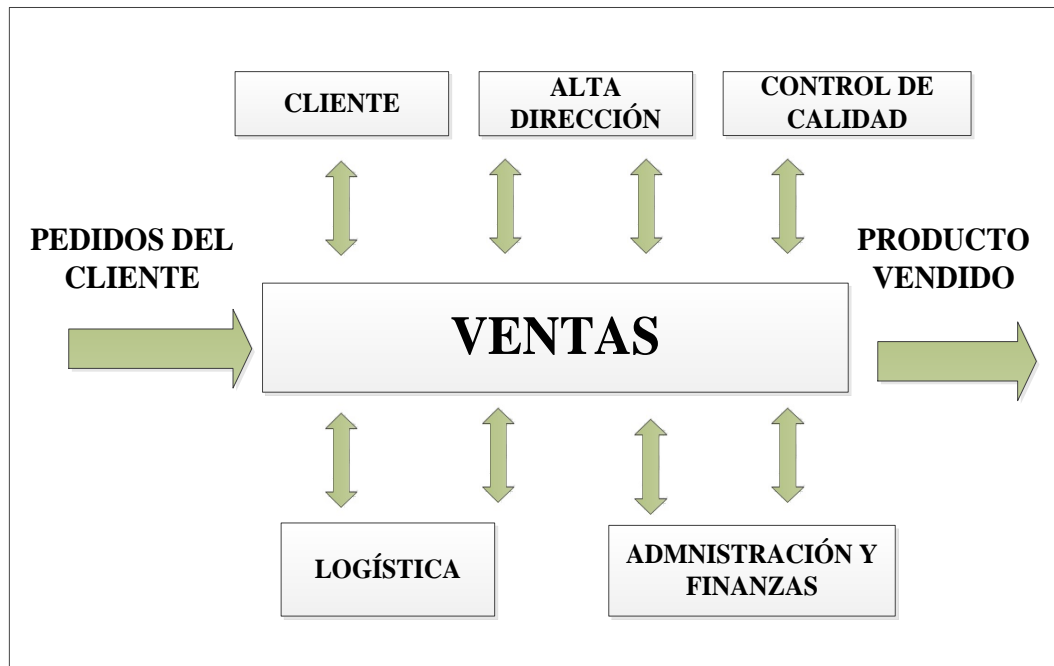 CLIENTE
ALTA
DIRECCIÓN
CONTROL DE
CALIDAD
PEDIDOS DEL
CLIENTE
PRODUCTO
VENDIDO
VENTAS
LOGÍSTICA
ADMNISTRACIÓN Y
FINANZAS